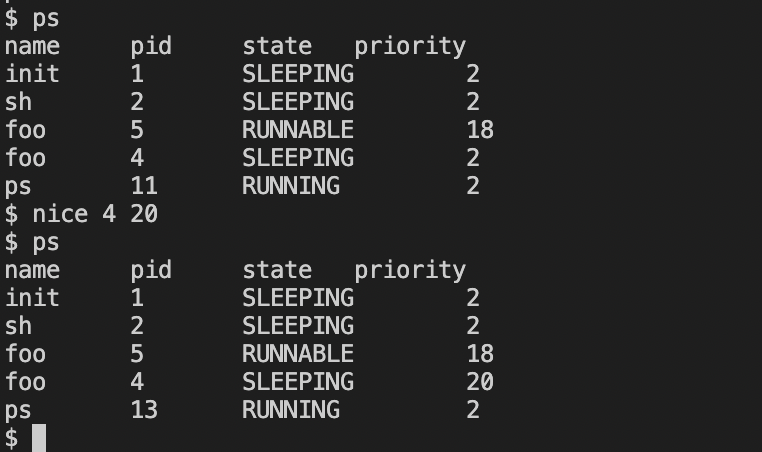 $ ps
name pid state priority
init 1 SLEEPING 2
sh 2 SLEEPING 2
foo 5 RUNNABLE 18
foo 4 SLEEPING 2
ps 11 RUNNING 2
$ nice 4 20
$ ps
name pid state priority
init 1 SLEEPING 2
sh 2 SLEEPING 2
foo 5 RUNNABLE 18
foo 4 SLEEPING 20
ps 13 RUNNING 2
$